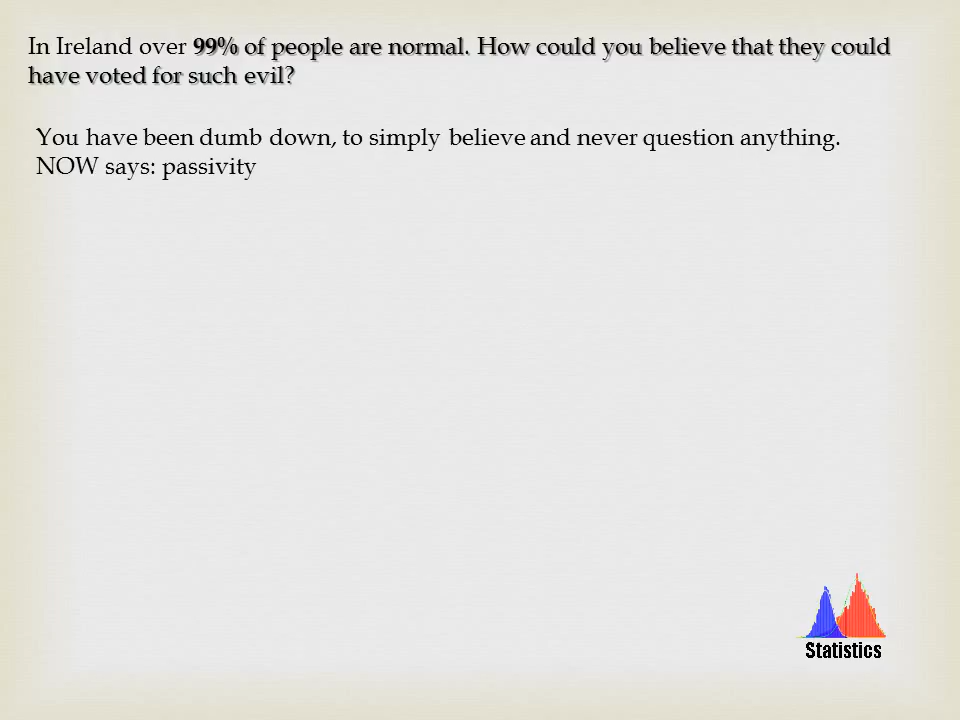 In Ireland over 99% of people are normal. How could you believe that they could
have voted for such evil?
You have been dumb down, to simply believe and never question anything.
NOW says: passivity
Statistics